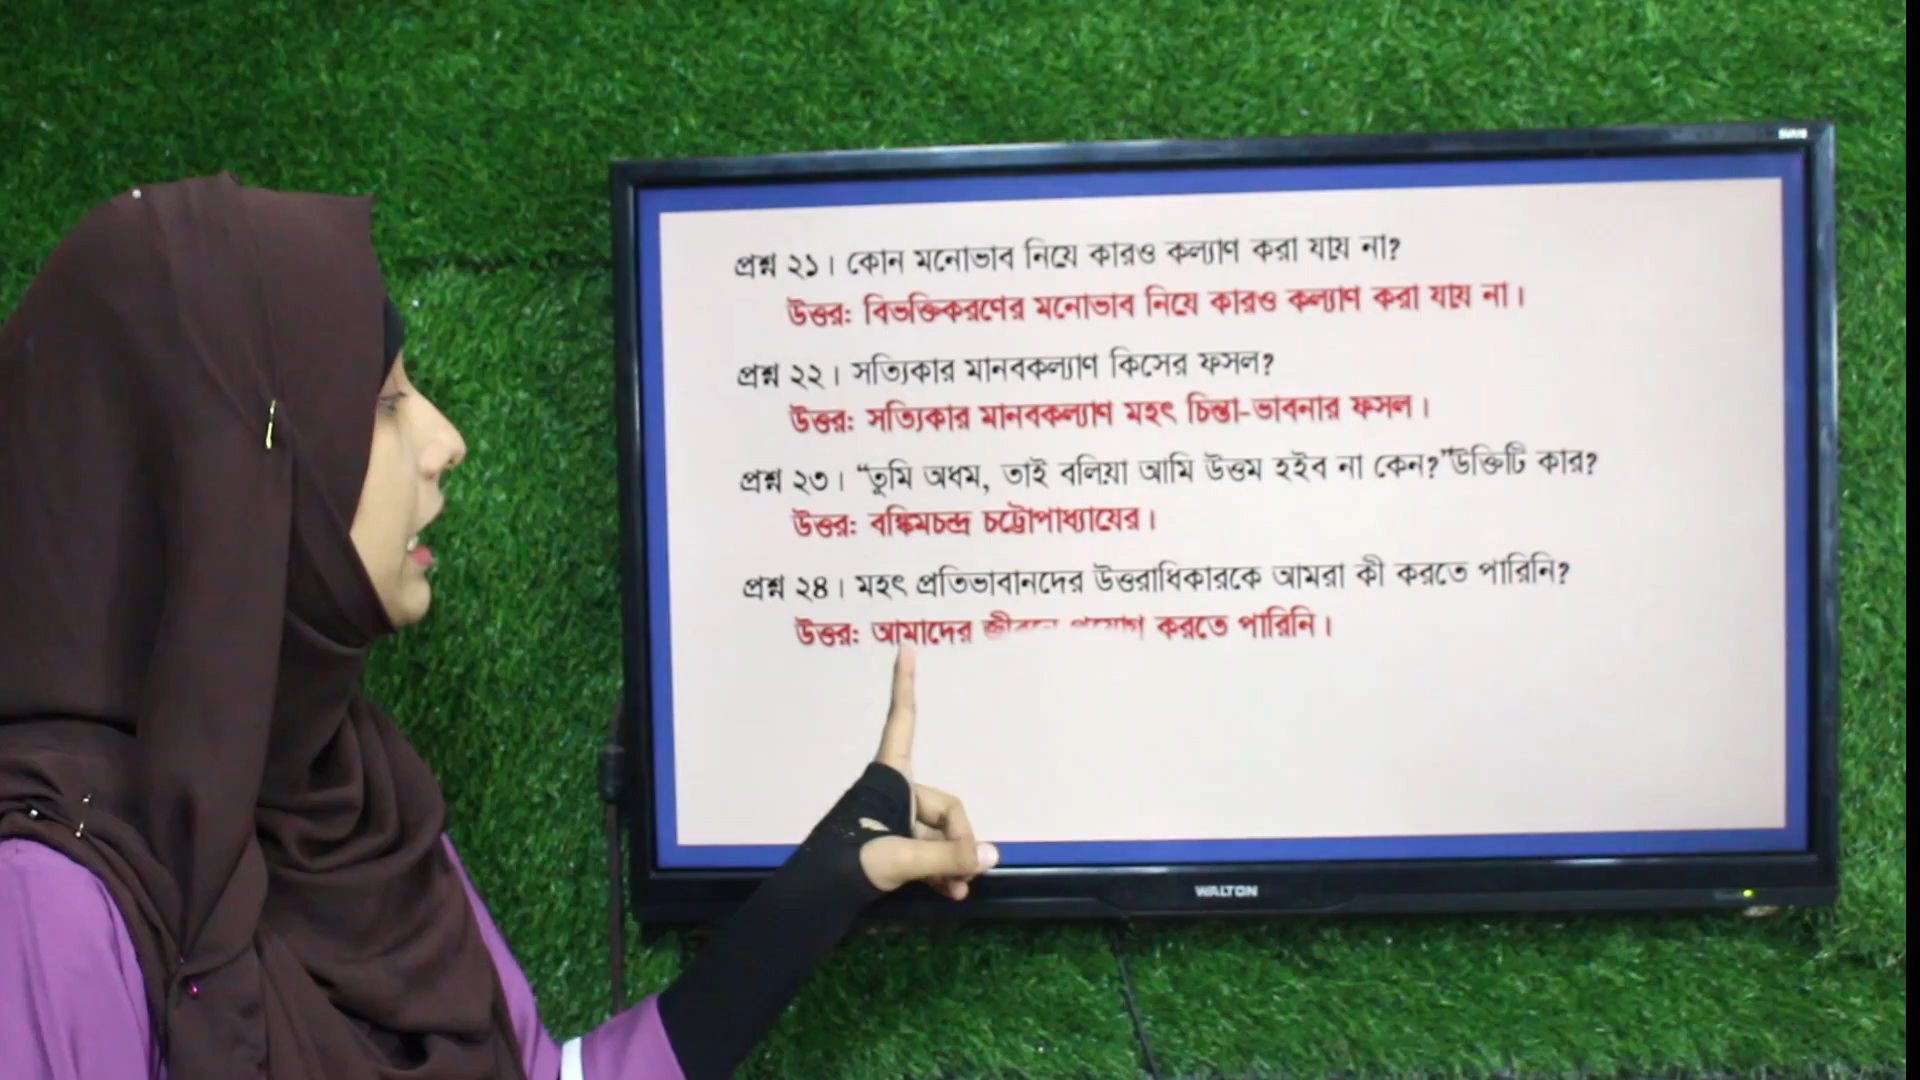 প্রশ্ন ২১। কোন মনোভাব নিয়ে কারও কল্যাণ করা যায় না?
উত্তর: বিভক্তিকরণের মনোভাব নিয়ে কারও কল্যাণ করা যায় না।
প্রশ্ন ২২। সত্যিকার মানবকল্যাণ কিসের ফসল?
উত্তর: সত্যিকার মানবকল্যাণ মহৎ চিন্তা-ভাবনার ফসল।
প্রশ্ন ২৩। “তুমি অধম, তাই বলিয়া আমি উত্তম হইব না কেন?”উক্তিটি কার?
উত্তর: বঙ্কিমচন্দ্র চট্টোপাধ্যায়ের।
প্রশ্ন ২৪। মহৎ প্রতিভাবানদের উত্তরাধিকারকে আমরা কী করতে পারিনি?
উত্তর: আমাদের করতে পারিনি।
WALTON